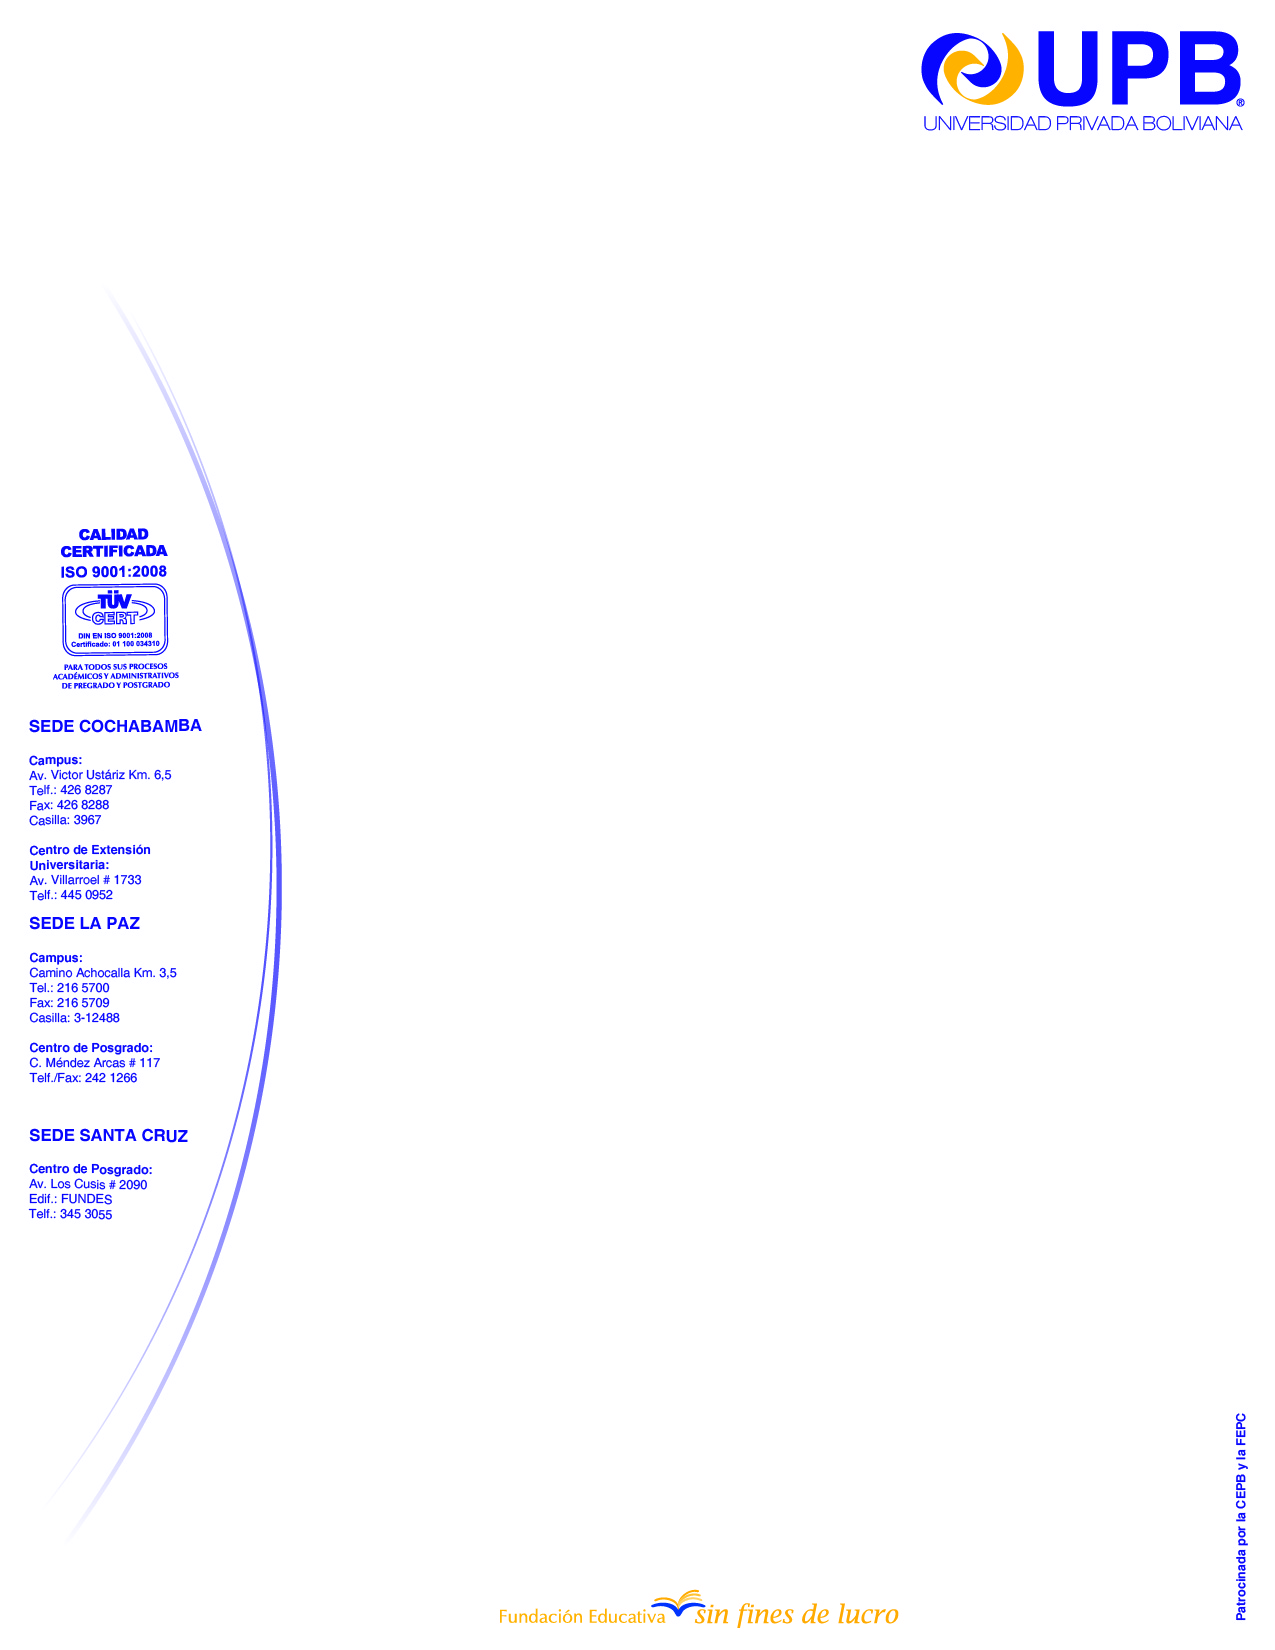 UPB®
UNIVERSIDAD PRIVADA BOLIVIANA
CALIDAD
CERTIFICADA
ISO 9001:2008
TÜV
CERT
DIN EN ISO 9001:2008
Certificado: 01 100 034310
PARA TODOS SUS PROCESOS
ACADÉMICOS Y ADMINISTRATIVOS
DE PREGRADO Y POSTGRADO
SEDE COCHABAMBA
Campus:
Av. Victor Ustáriz Km. 6,5
Telf.: 426 8287
Fax: 426 8288
Casilla: 3967
Centro de Extensión
Universitaria:
Av. Villarroel # 1733
Telf.: 445 0952
SEDE LA PAZ
Campus:
Camino Achocalla Km. 3,5
Tel.: 216 5700
Fax: 216 5709
Casilla: 3-12488
Centro de Posgrado:
C. Méndez Arcas # 117
Telf./Fax: 242 1266
SEDE SANTA CRUZ
Centro de Posgrado:
Av. Los Cusis # 2090
Edif.: FUNDES
Telf.: 345 3055
Patrocinada por la CEPB y la FEPC
Fundación Educativa sin fines de lucro